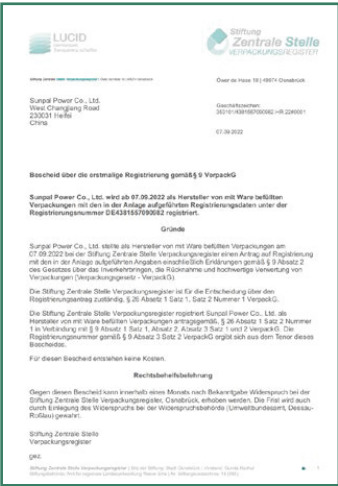 LUCID
Stiftung
Zentrale Stelle
VERPACKUNGSREGISTER
Öwer de Hase 18 | 49074 Osnabrück
Sunpal Power Co., Ltd.
West Changjiang Road
230031 Heifei
China
Geschäftszeichen:
07.09.2022
Bescheid über die erstmalige Registrierung gemäß § 9 VerpackG
Sunpal Power Co., Ltd. wird ab 07.09.2022 als Hersteller von mit Ware befüllten
Verpackungen mit den in der Anlage aufgeführten Registrierungsdaten unter der
Registrierungsnummer DE4381557090082 registriert.
Gründe
Sunpal Power Co., Ltd. stellte als Hersteller von mit Ware befüllten Verpackungen am
07.09.2022 bei der Stiftung Zentrale Stelle Verpackungsregister einen Antrag auf Registrierung
mit den in der Anlage aufgeführten Angaben einschließlich Erklärungen gemäß § 9 Absatz 2
des Gesetzes über das Inverkehrbringen, die Rücknahme und hochwertige Verwertung von
Verpackungen (Verpackungsgesetz - VerpackG).
Die Stiftung Zentrale Stelle Verpackungsregister ist für die Entscheidung über den
Registrierungsantrag zuständig, § 26 Absatz 1 Satz 1, Satz 2 Nummer 1 VerpackG.
Die Stiftung Zentrale Stelle Verpackungsregister registriert Sunpal Power Co., Ltd. als
Hersteller von mit Ware befüllten Verpackungen antragsgemäß, § 26 Absatz 1 Satz 2 Nummer
1 in Verbindung mit § 9 Absatz 1 Satz 1, Absatz 2, Absatz 3 Satz 1 und 2 VerpackG. Die
Registrierungsnummer gemäß § 9 Absatz 3 Satz 2 VerpackG ergibt sich aus dem Tenor dieses
Bescheides.
Für diesen Bescheid entstehen keine Kosten.
Rechtsbehelfsbelehrung
Gegen diesen Bescheid kann innerhalb eines Monats nach Bekanntgabe Widerspruch bei der
Stiftung Zentrale Stelle Verpackungsregister, Osnabrück, erhoben werden. Die Frist wird auch
durch Einlegung des Widerspruchs bei der Widerspruchsbehörde (Umweltbundesamt, Dessau-
Roßlau) gewahrt.
Stiftung Zentrale Stelle
Verpackungsregister
gez.